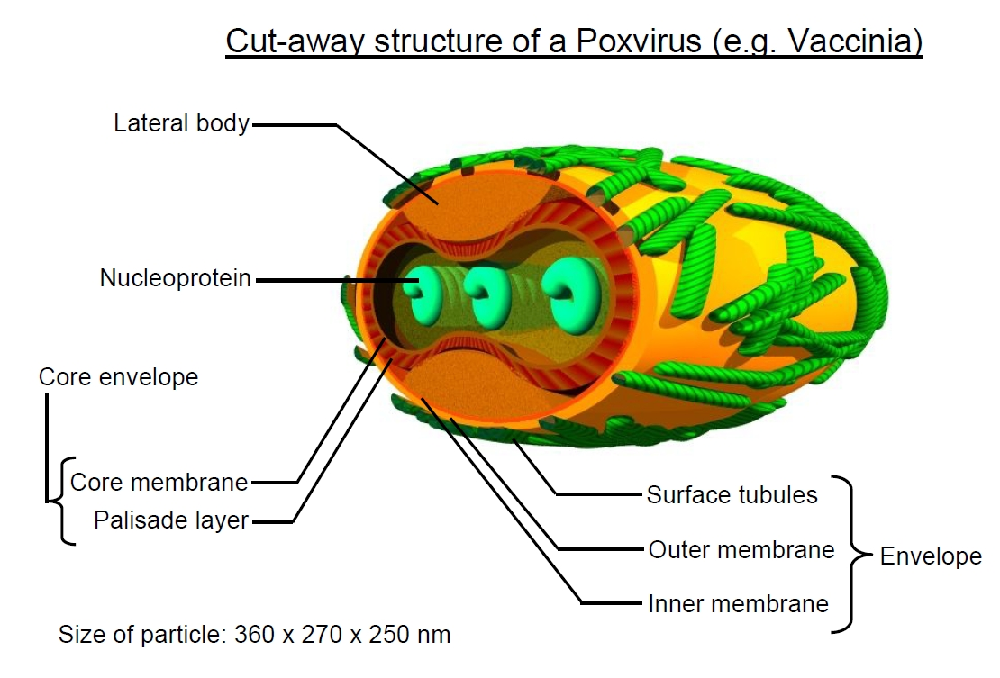 Cut-away structure of a Poxvirus (e.g. Vaccinia)
Lateral body
Nucleoprotein
Core envelope
Core membrane
Palisade layer
Surface tubules
Outer membrane
Inner membrane
Envelope
Size of particle: 360 x 270 x 250 nm